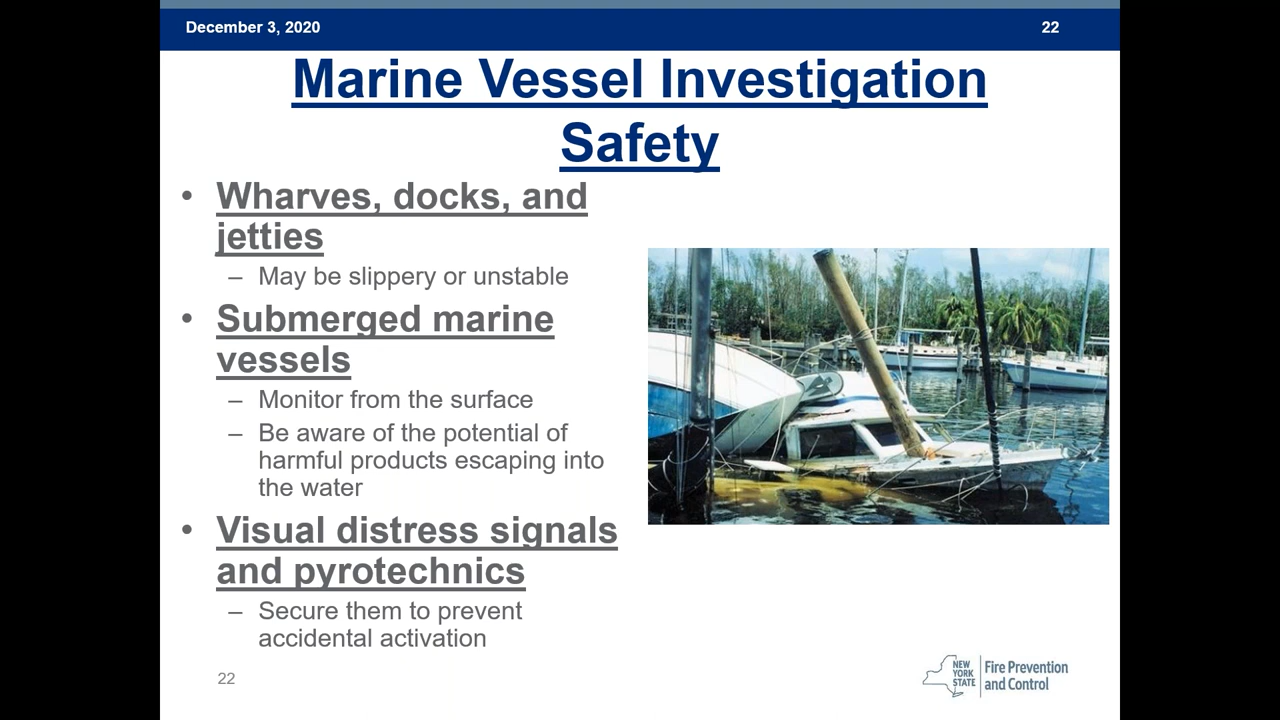 December 3, 2020
22
Marine Vessel Investigation
Safety
• Wharves, docks, and
jetties
– May be slippery or unstable
• Submerged marine
vessels
– Monitor from the surface
– Be aware of the potential of
harmful products escaping into
the water
• Visual distress signals
and pyrotechnics
– Secure them to prevent
accidental activation
22
NEW
YORK
STATE
Fire Prevention
and Control